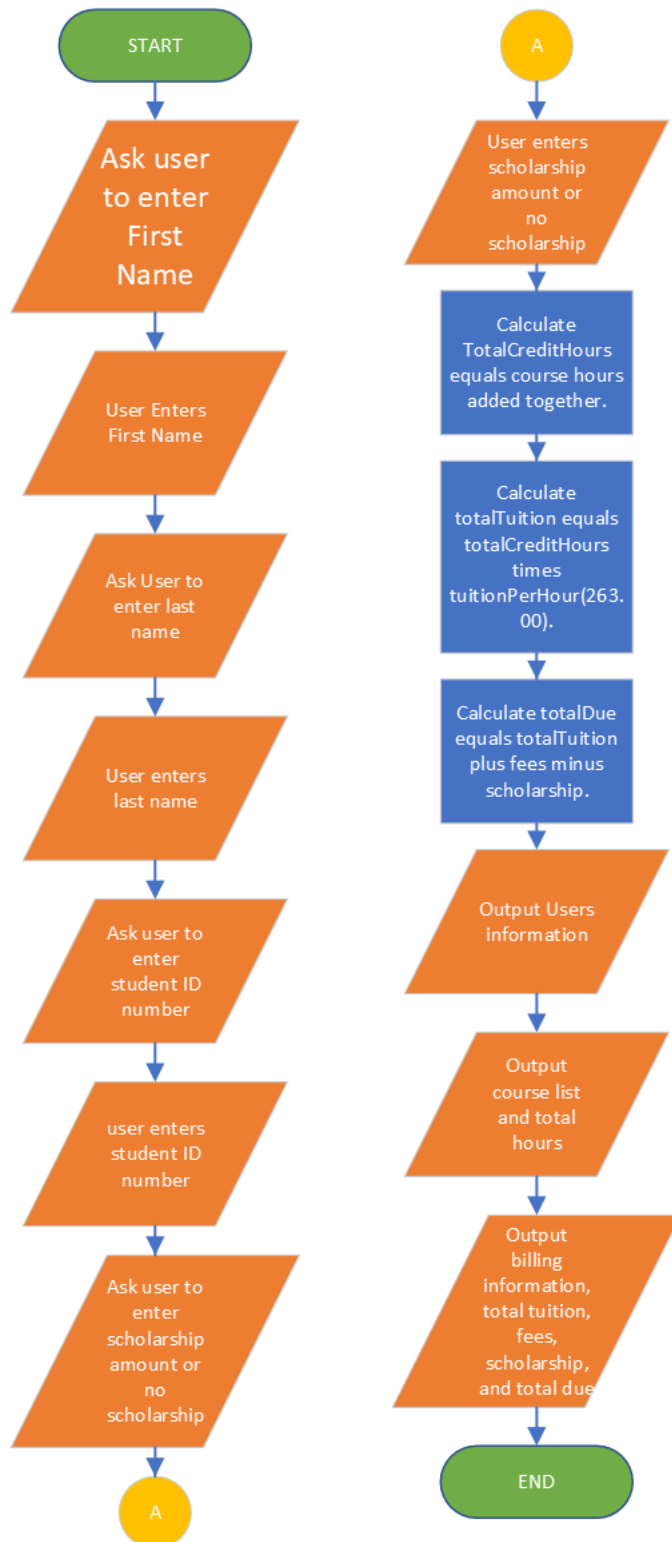 START
Ask user
to enter
First
Name
User Enters
First Name
Ask User to
enter last
name
User enters
last name
Ask user to
enter
student ID
number
user enters
student ID
number
Ask user to
enter
scholarship
amount or
no
scholarship
A
A
User enters
scholarship
amount or
no
scholarship
Calculate
TotalCreditHours
equals course hours
added together.
Calculate
totalTuition equals
totalCreditHours
times
tuitionPerHour(263.
00).
Calculate totalDue
equals totalTuition
plus fees minus
scholarship.
Output Users
information
Output
course list
and total
hours
Output
billing
information,
total tuition,
fees,
scholarship,
and total due
END